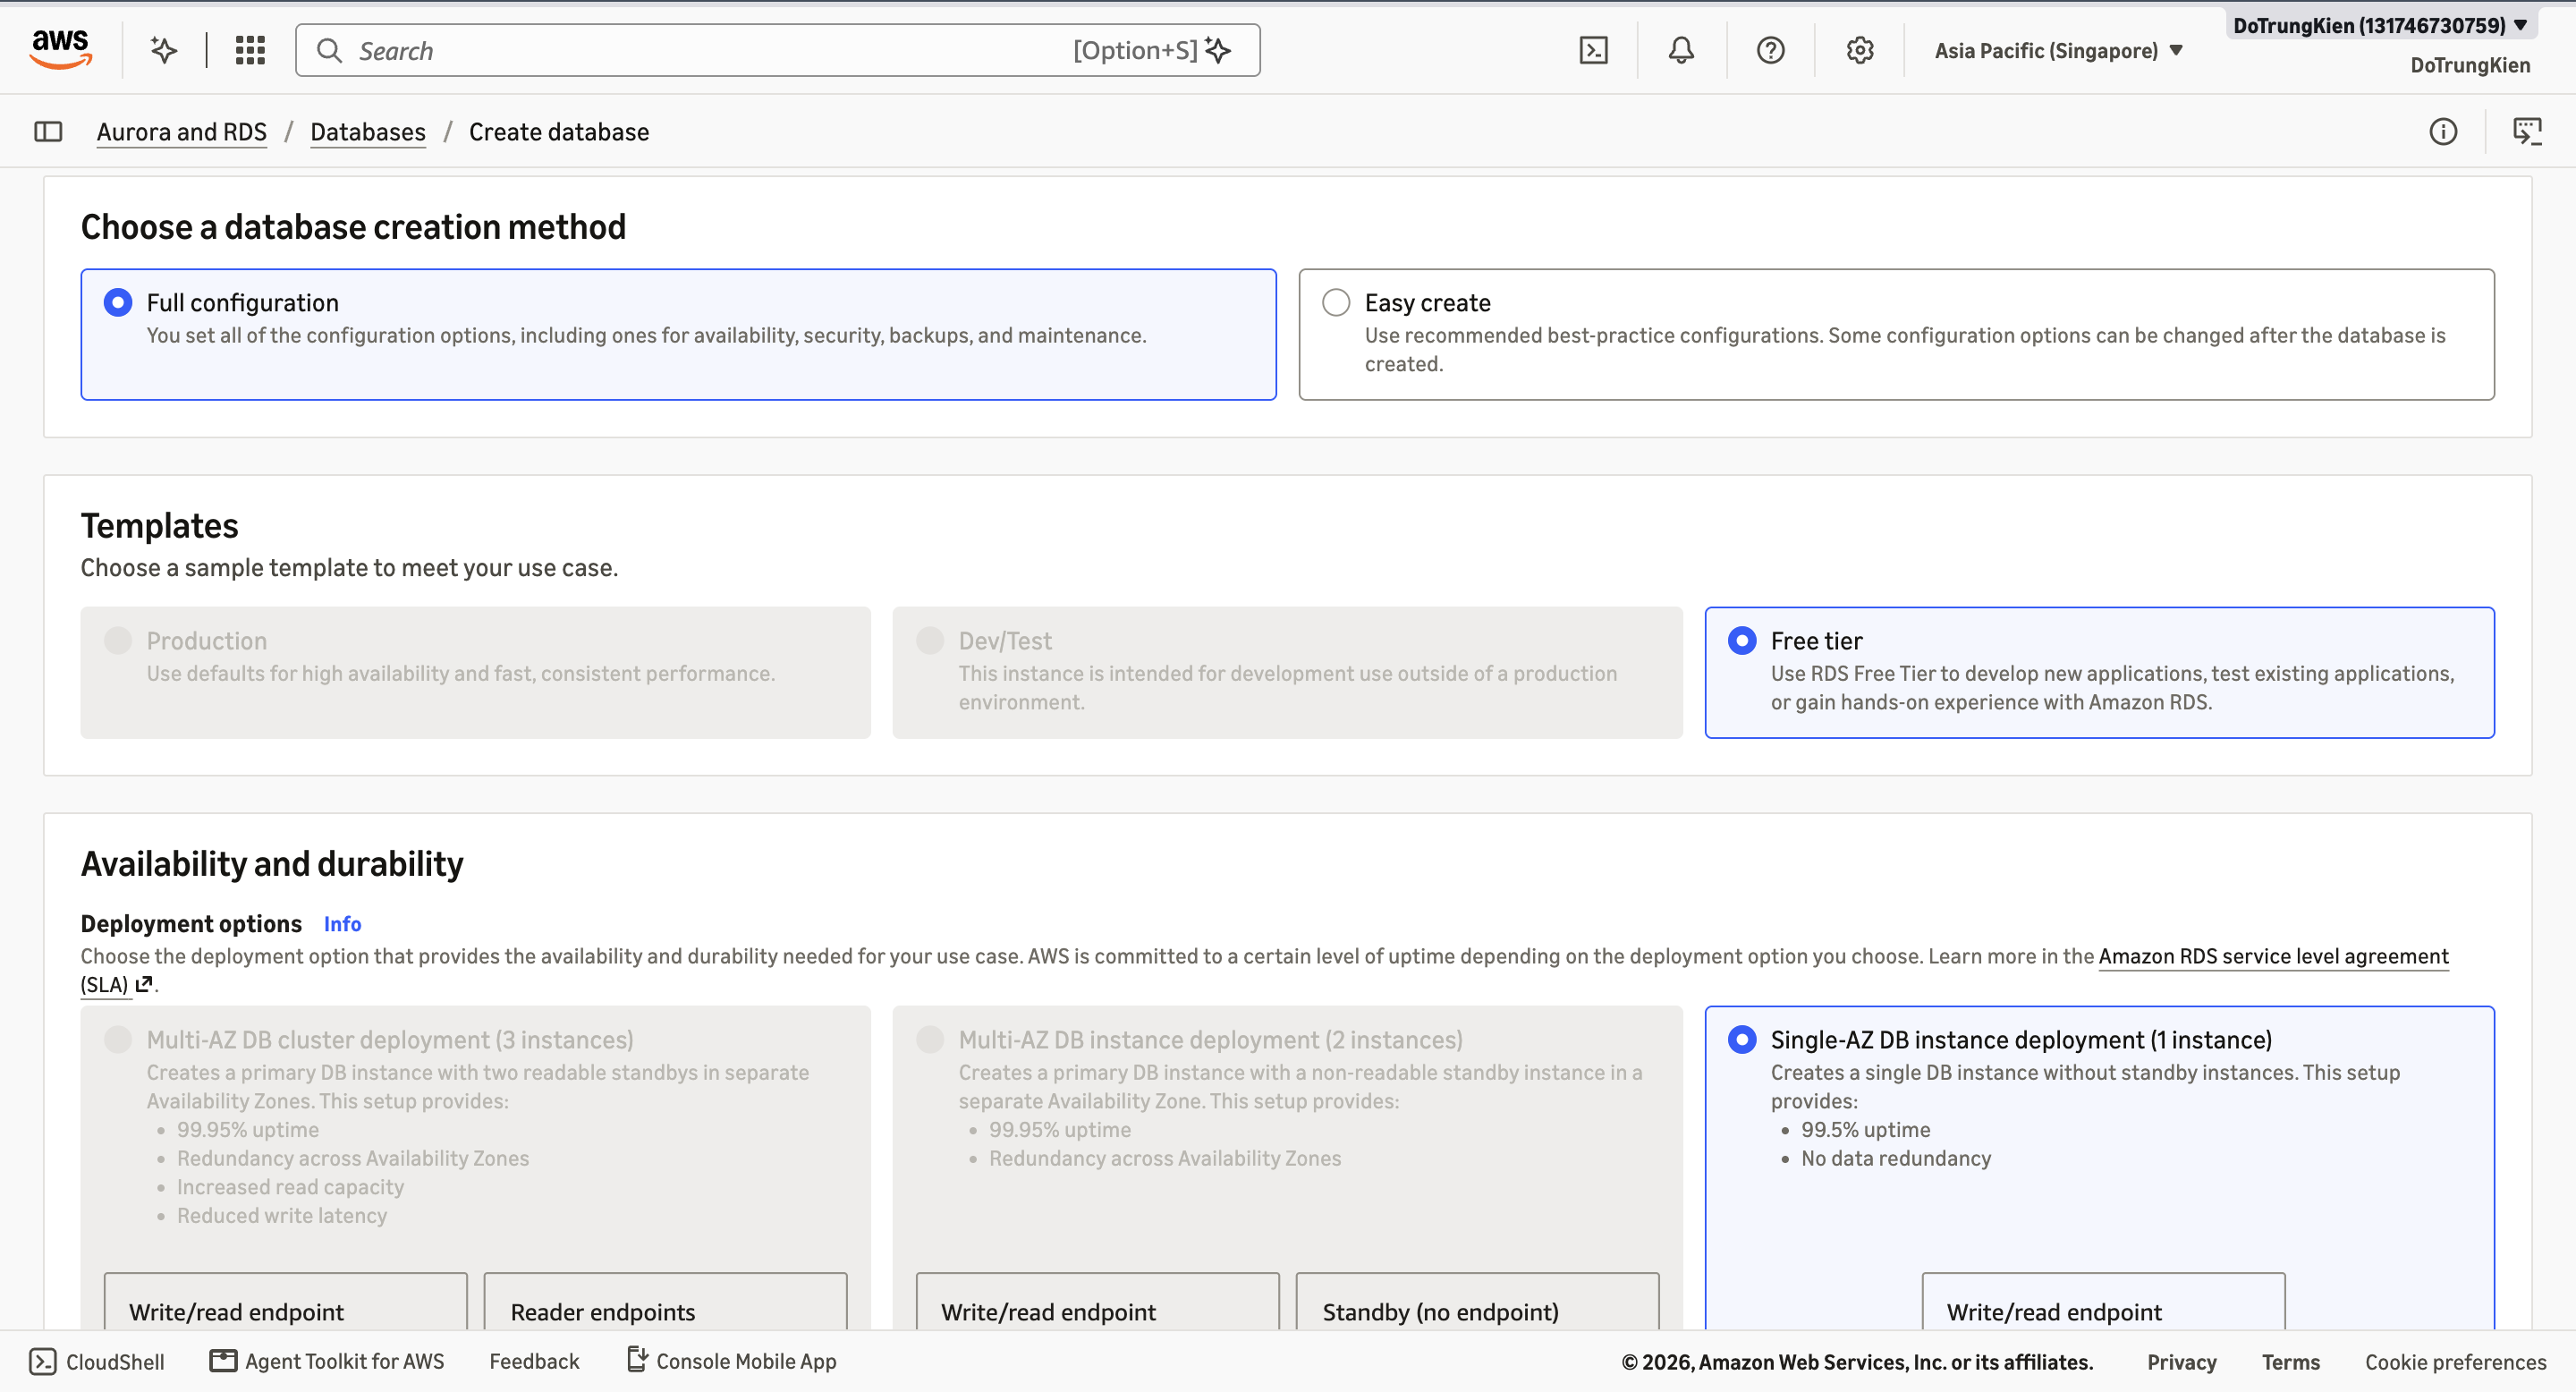 DoTrungKien (131746730759)
aws
Search
[Option+S]
Asia Pacific (Singapore)
DoTrungKien
Aurora and RDS / Databases / Create database
Choose a database creation method
Full configuration
You set all of the configuration options, including ones for availability, security, backups, and maintenance.
Easy create
Use recommended best-practice configurations. Some configuration options can be changed after the database is
created.
Templates
Choose a sample template to meet your use case.
Production
Use defaults for high availability and fast, consistent performance.
Dev/Test
This instance is intended for development use outside of a production
environment.
Free tier
Use RDS Free Tier to develop new applications, test existing applications,
or gain hands-on experience with Amazon RDS.
Availability and durability
Deployment options Info
Choose the deployment option that provides the availability and durability needed for your use case. AWS is committed to a certain level of uptime depending on the deployment option you choose. Learn more in the Amazon RDS service level agreement
(SLA).
Multi-AZ DB cluster deployment (3 instances)
Creates a primary DB instance with two readable standbys in separate
Availability Zones. This setup provides:
• 99.95% uptime
• Redundancy across Availability Zones
• Increased read capacity
• Reduced write latency
Write/read endpoint
Reader endpoints
Multi-AZ DB instance deployment (2 instances)
Creates a primary DB instance with a non-readable standby instance in a
separate Availability Zone. This setup provides:
• 99.95% uptime
• Redundancy across Availability Zones
Write/read endpoint
Standby (no endpoint)
Single-AZ DB instance deployment (1 instance)
Creates a single DB instance without standby instances. This setup
provides:
• 99.5% uptime
• No data redundancy
Write/read endpoint
CloudShell
Agent Toolkit for AWS
Feedback
Console Mobile App
© 2026, Amazon Web Services, Inc. or its affiliates.
Privacy
Terms
Cookie preferences